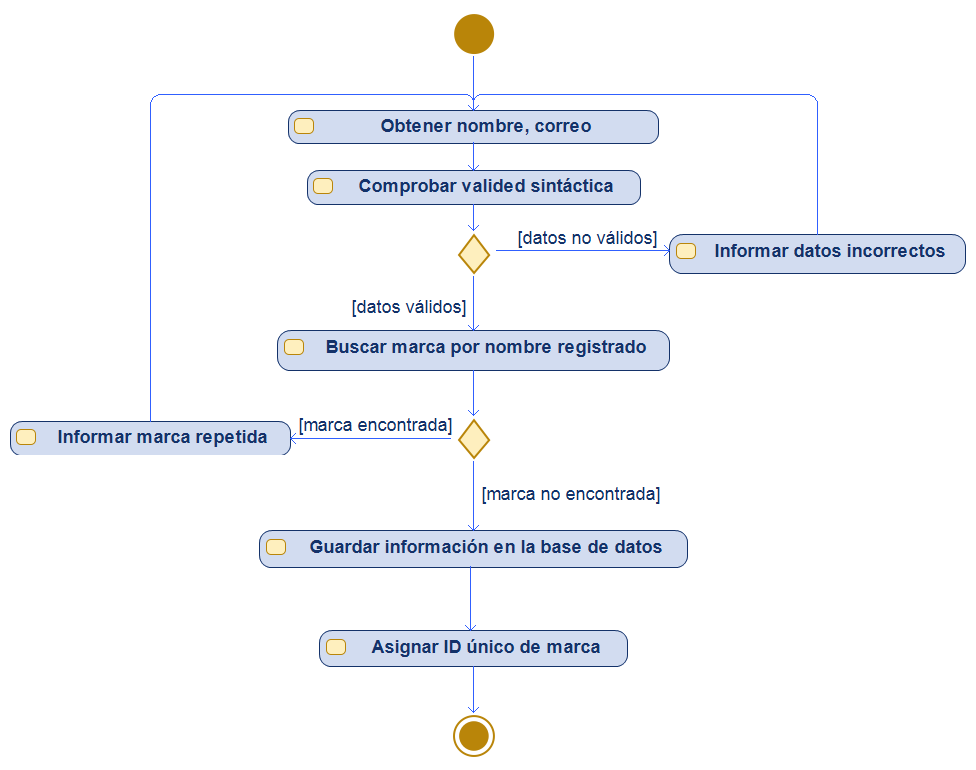 Obtener nombre, correo
Comprobar valided sintáctica
[datos no válidos]
Informar datos incorrectos
[datos válidos]
Buscar marca por nombre registrado
[marca encontrada]
Informar marca repetida
[marca no encontrada]
Guardar información en la base de datos
Asignar ID único de marca